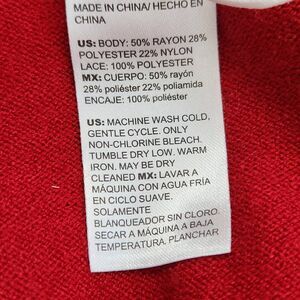 MADE IN CHINA/ HECHO EN
CHINA
US: BODY: 50% RAYON 28%
POLYESTER 22% NYLON
LACE: 100% POLYESTER
MX: CUERPO: 50% rayón
28% poliéster 22% poliamida
ENCAJE: 100% poliéster
US: MACHINE WASH COLD,
GENTLE CYCLE. ONLY
NON-CHLORINE BLEACH.
TUMBLE DRY LOW. WARM
IRON. MAY BE DRY
CLEANED MX: LAVAR A
MÁQUINA CON AGUA FRÍA
EN CICLO SUAVE.
SOLAMENTE
BLANQUEADOR SIN CLORO.
SECAR A MÁQUINA A BAJA
TEMPERATURA. PLANCHAR